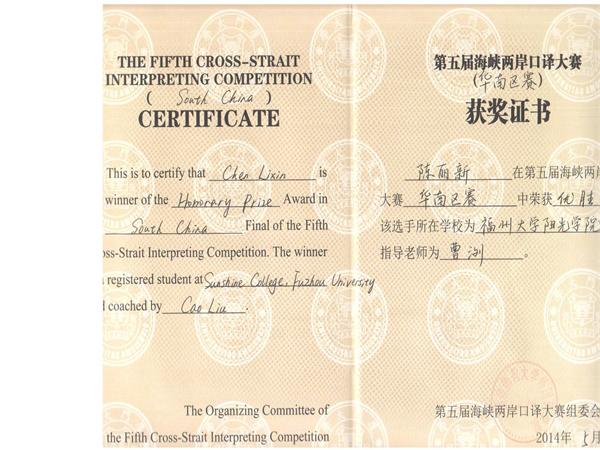 THE FIFTH CROSS-STRAIT
INTERPRETING COMPETITION
( South China )
CERTIFICATE
This is to certify that Chen Lixin is
winner of the Honorary Prize Award in
South China Final of the Fifth
oss-Strait Interpreting Competition. The winner
a registered student at Sunshine College, Fuzhou University
d coached by Cao Liu.
The Organizing Committee of
the Fifth Cross-Strait Interpreting Competition
第五届海峡两岸口译大赛
(华南区赛)
获奖证书
陈丽新 在第五届海峡两岸
大赛 华南区赛 中荣获 优胜
该选手所在学校为 福州大学阳光学院
指导老师为 曹浏 。
第五届海峡两岸口译大赛组委会
2014年 5月